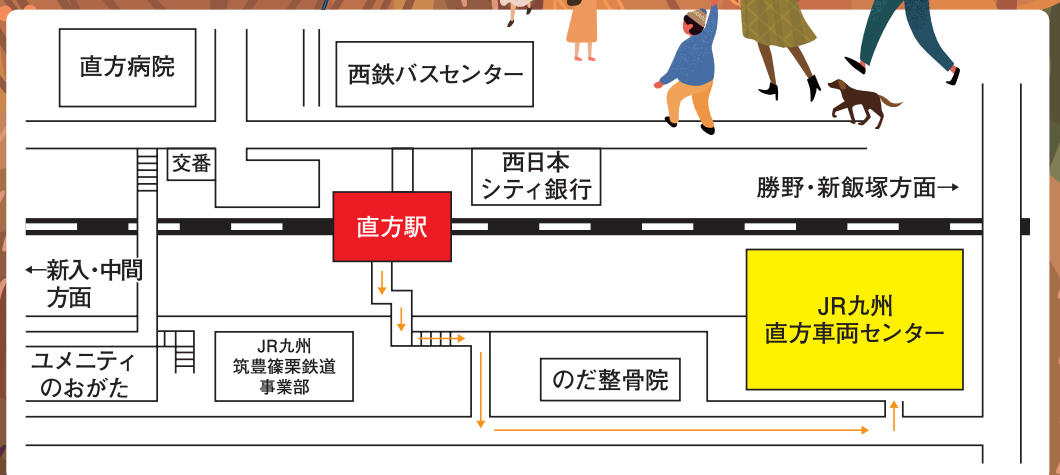 直方病院
西鉄バスセンター
交番
西日本
シティ銀行
勝野・新飯塚方面→
直方駅
←新入・中間
方面
JR九州
直方車両センター
ユメニティ
のおがた
JR九州
筑豊篠栗鉄道
事業部
のだ整骨院